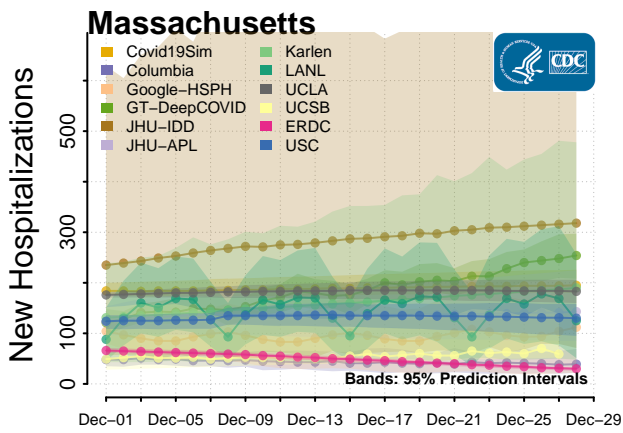 Massachusetts
Covid19Sim
Columbia
Google–HSPH
GT–DeepCOVID
JHU–IDD
JHU–APL
Karlen
LANL
UCLA
UCSB
ERDC
USC
CDC
New Hospitalizations
500
300
100
0
Bands: 95% Prediction Intervals
Dec–01 Dec–05 Dec–09 Dec–13 Dec–17 Dec–21 Dec–25 Dec–29